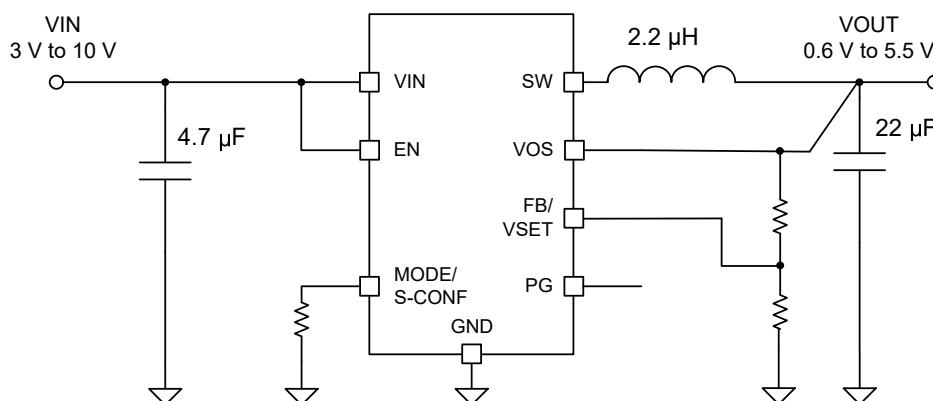 VIN
3 V to 10 V
4.7 µF
VIN
EN
MODE/
S-CONF
GND
SW
VOS
FB/
VSET
PG
2.2 µH
VOUT
0.6 V to 5.5 V
22 µF